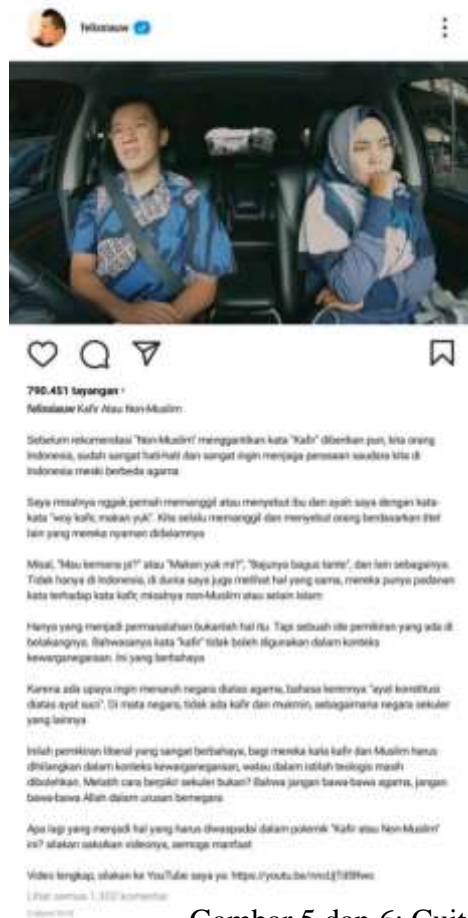 felixsiauw
790.451 tayangan ·
felixsiauw Kafir Atau Non-Muslim
Sebelum rekomendasi "Non-Muslim" menggantikan kata "Kafir" diberikan pun, kita orang
Indonesia, sudah sangat hati-hati dan sangat ingin menjaga perasaan saudara kita di
Indonesia meski berbeda agama
Saya misalnya nggak pernah memanggil atau menyebut ibu dan ayah saya dengan kata-
kata "woy kafir, makan yuk". Kita selalu memanggil dan menyebut orang berdasarkan titel
lain yang mereka nyaman didalamnya
Misal, "Mau kemana pi?" atau "Makan yuk mi?", "Bajunya bagus tante", dan lain sebagainya.
Tidak hanya di Indonesia, di dunia saya juga melihat hal yang sama, mereka punya padanan
kata terhadap kata kafir, misalnya non-Muslim atau selain Islam
Hanya yang menjadi permasalahan bukanlah hal itu. Tapi sebuah ide pemikiran yang ada di
belakangnya. Bahwasanya kata "kafir" tidak boleh digunakan dalam konteks
kewarganegaraan. Ini yang berbahaya
Karena ada upaya ingin menaruh negara diatas agama, bahasa kerennya "ayat konstitusi
diatas ayat suci". Di mata negara, tidak ada kafir dan mukmin, sebagaimana negara sekuler
yang lainnya
Inilah pemikiran liberal yang sangat berbahaya, bagi mereka kata kafir dan Muslim harus
dihilangkan dalam konteks kewarganegaraan, walau dalam istilah teologis masih
dibolehkan. Melatih cara berpikir sekuler bukan? Bahwa jangan bawa-bawa agama, jangan
bawa-bawa Allah dalam urusan bernegara
Apa lagi yang menjadi hal yang harus diwaspadai dalam polemik "Kafir atau Non-Muslim"
ini? silakan saksikan videonya, semoga manfaat
Video lengkap, silakan ke YouTube saya ya
Lihat semua 1.302 komentar
Gambar 5 dan 6: Cuit